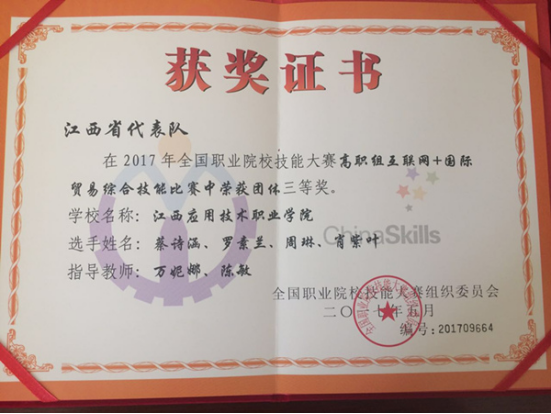 获奖证书
江西省代表队
在2017年全国职业院校技能大赛高职组互联网+国际
贸易综合技能比赛中荣获团体三等奖。
学校名称：江西应用技术职业学院
ChinaSkills
选手姓名：蔡诗涵、罗素兰、周琳、肖紫叶
指导教师：万妮娜、陈敏
全国职业院校技能大赛组织委员会
二〇一七年五月
编号：201709664